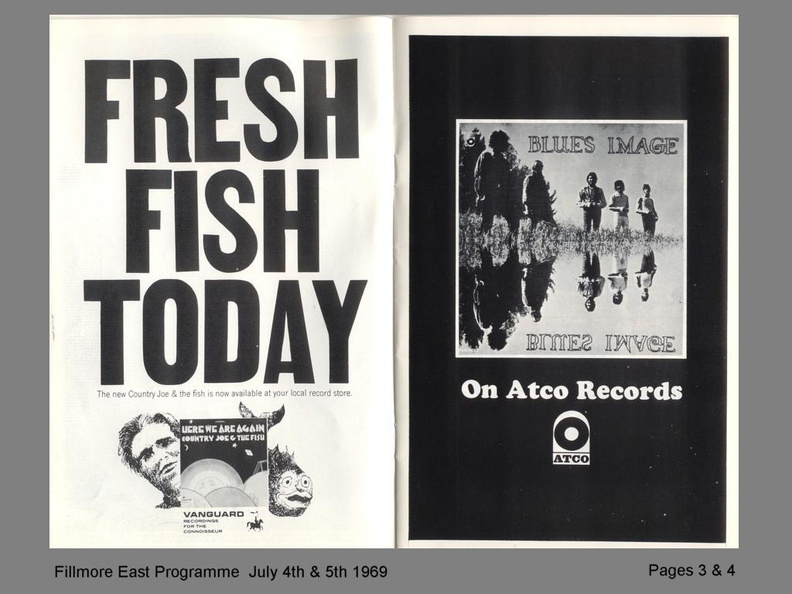 FRESH
FISH
TODAY
The new Country Joe & the fish is now available at your local record store.
HERE WE ARE AGAIN
COUNTRY JOE & THE FISH
VANGUARD
RECORDINGS
FOR THE
CONNOISSEUR
BLUES IMAGE
BLUES IMAGE
On Atco Records
ATCO
Fillmore East Programme July 4th & 5th 1969
Pages 3 & 4